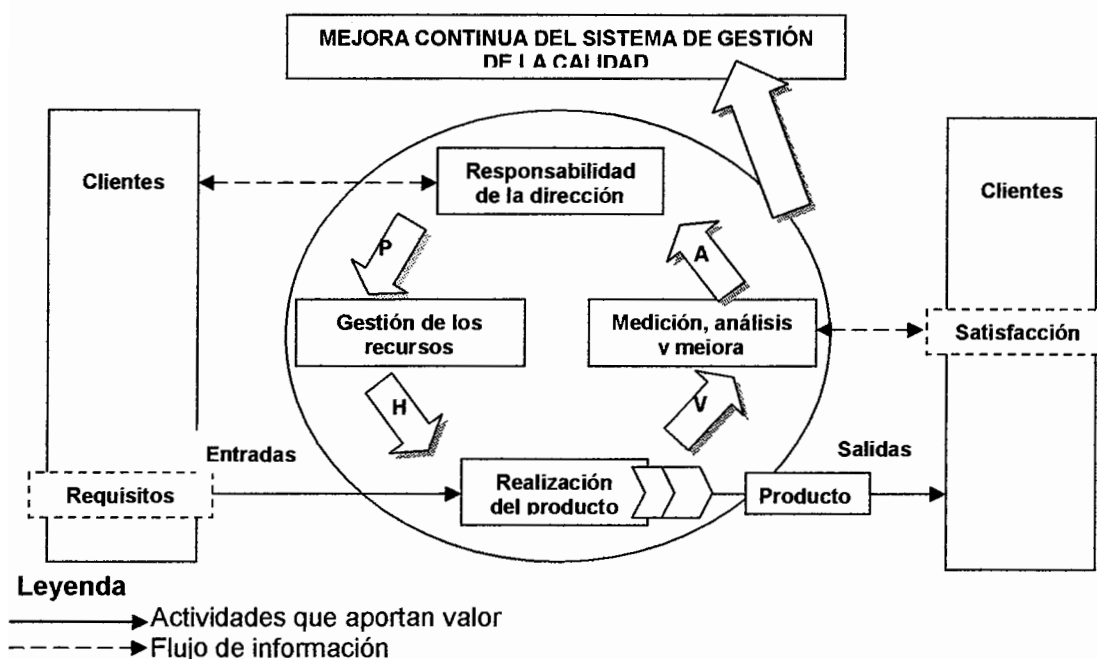 MEJORA CONTINUA DEL SISTEMA DE GESTIÓN
DE LA CALIDAD
Clientes
Responsabilidad
de la dirección
Clientes
P
A
Gestión de los
recursos
Medición, análisis
y mejora
Satisfacción
H
V
Entradas
Salidas
Requisitos
Realización
del producto
Producto
Leyenda
Actividades que aportan valor
Flujo de información